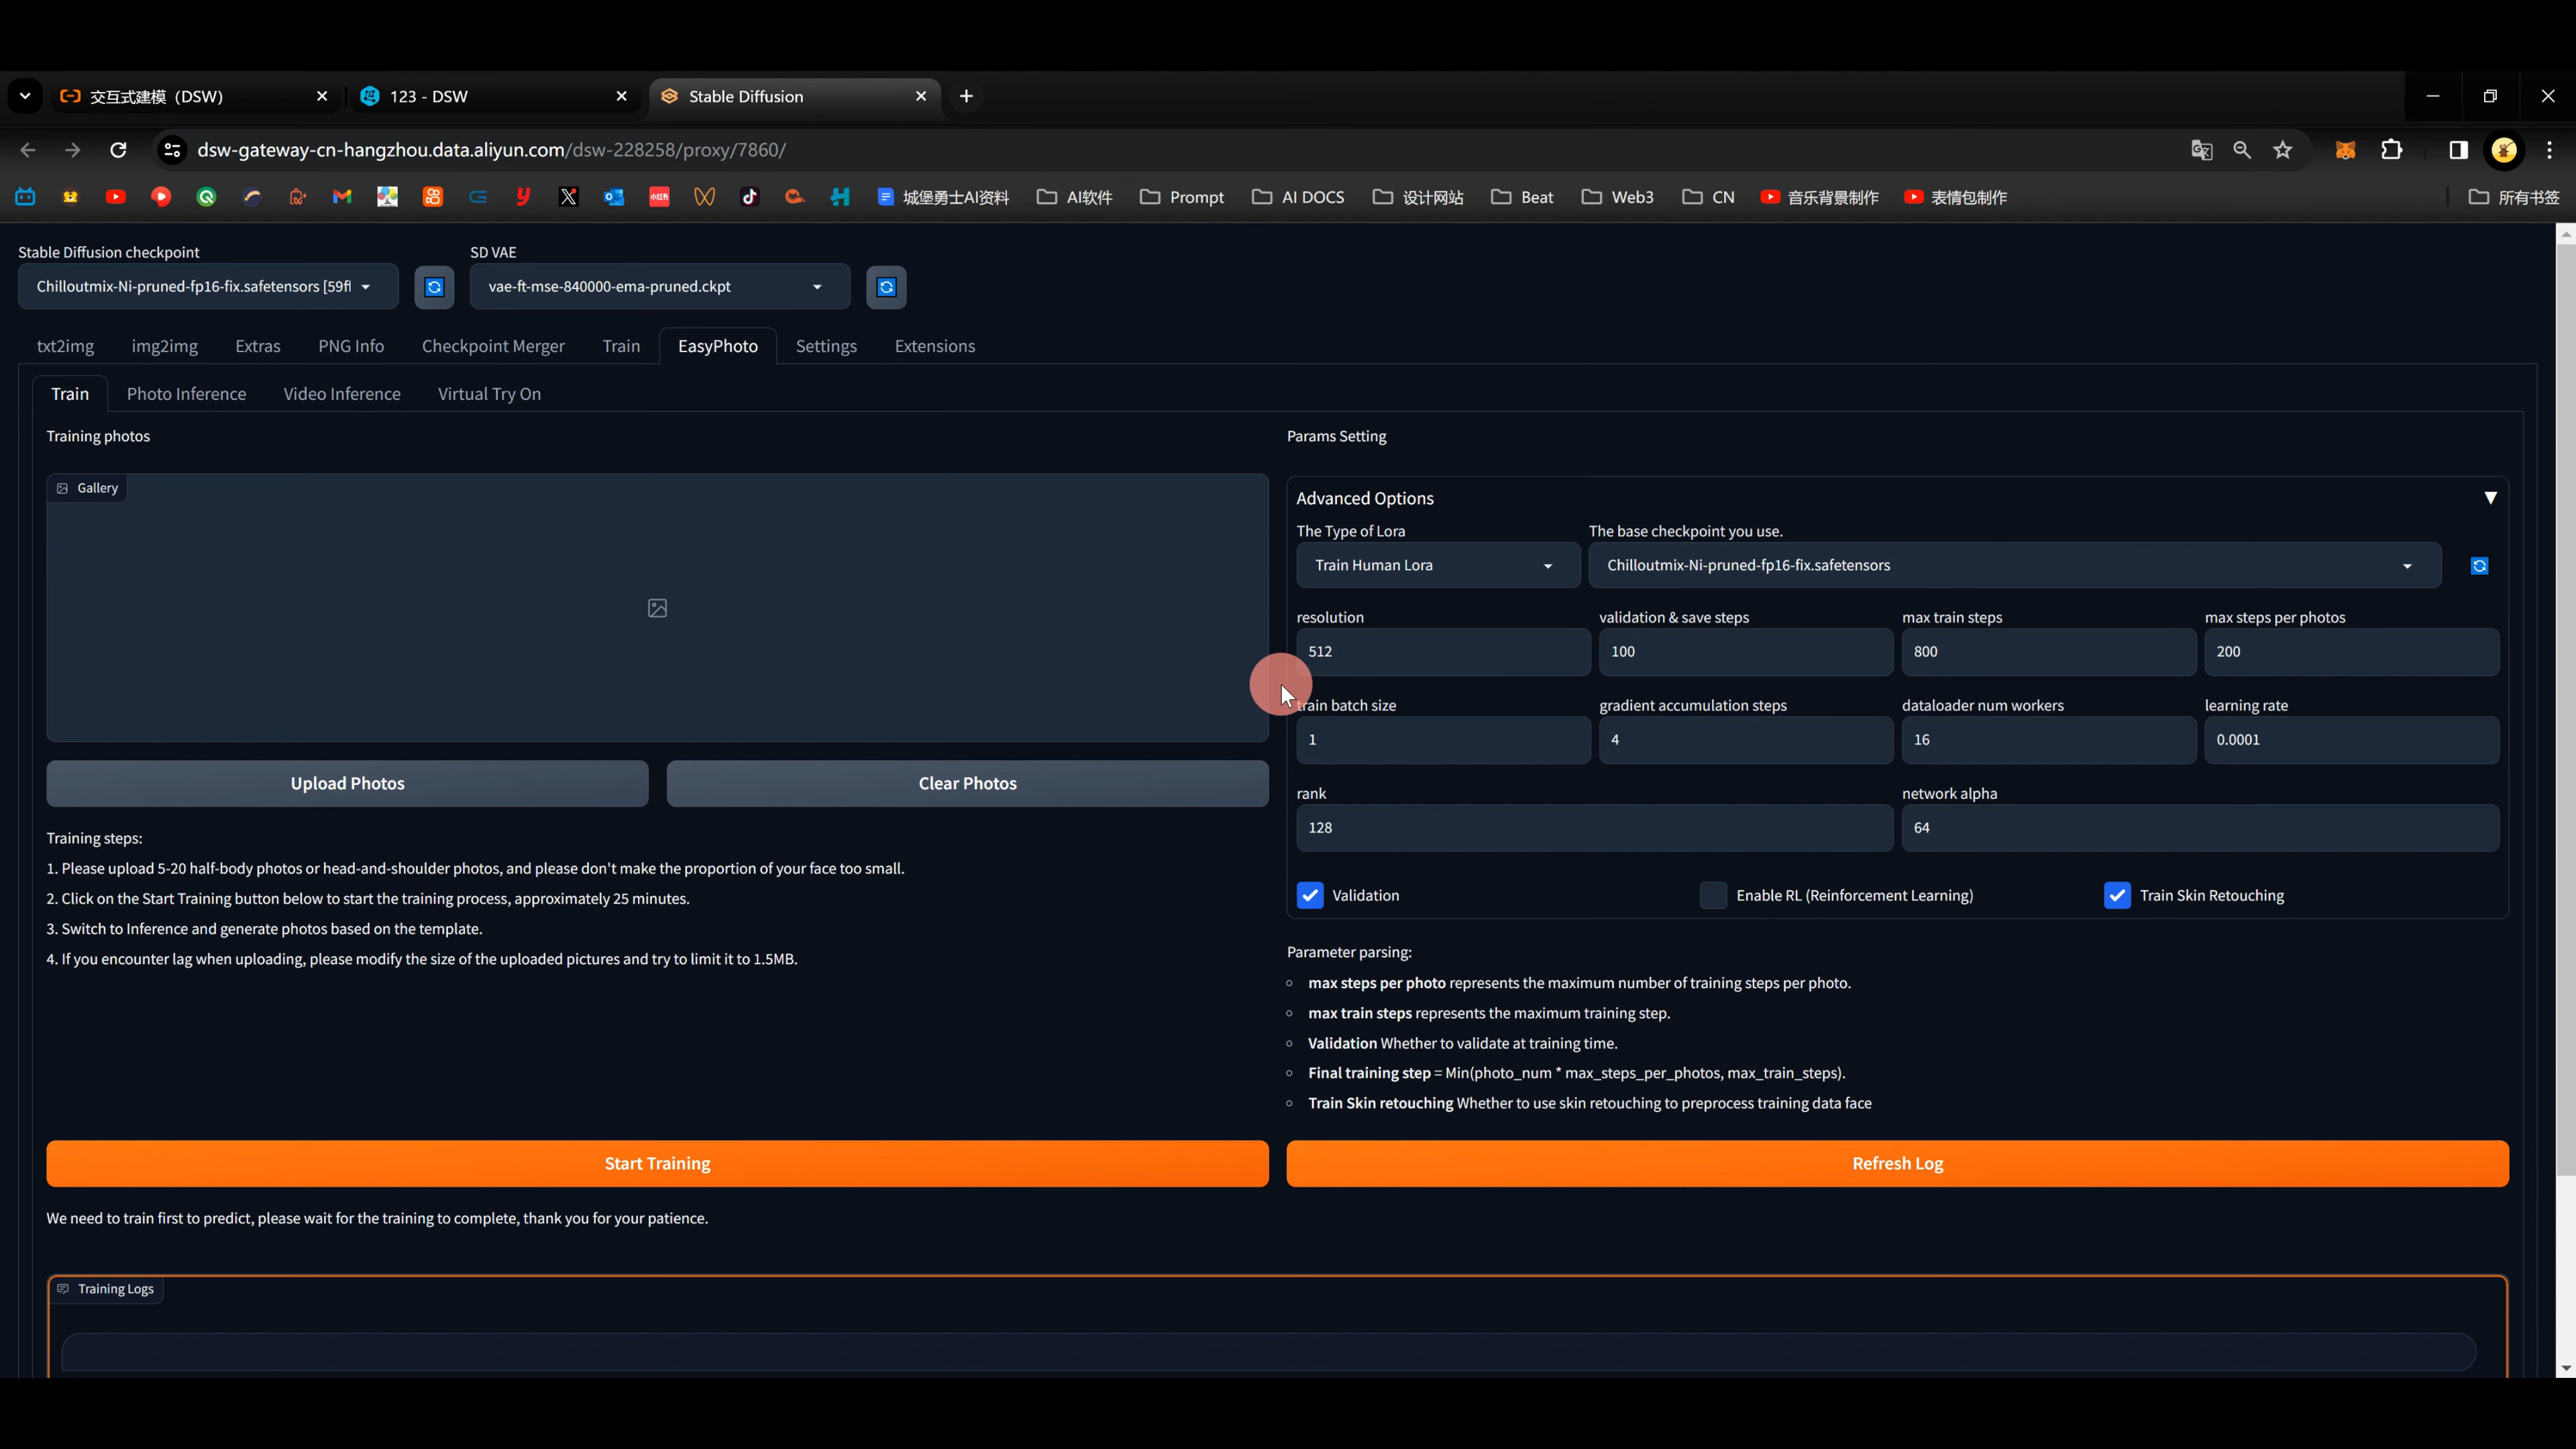 交互式建模（DSW）
123 - DSW
Stable Diffusion
dsw-gateway-cn-hangzhou.data.aliyun.com/dsw-228258/proxy/7860/
城堡勇士AI资料
AI软件
Prompt
AI DOCS
设计网站
Beat
Web3
CN
音乐背景制作
表情包制作
所有书签
Stable Diffusion checkpoint
SD VAE
Chilloutmix-Ni-pruned-fp16-fix.safetensors [59fl
vae-ft-mse-840000-ema-pruned.ckpt
txt2img
img2img
Extras
PNG Info
Checkpoint Merger
Train
EasyPhoto
Settings
Extensions
Train
Photo Inference
Video Inference
Virtual Try On
Training photos
Gallery
Upload Photos
Clear Photos
Training steps:
1. Please upload 5-20 half-body photos or head-and-shoulder photos, and please don't make the proportion of your face too small.
2. Click on the Start Training button below to start the training process, approximately 25 minutes.
3. Switch to Inference and generate photos based on the template.
4. If you encounter lag when uploading, please modify the size of the uploaded pictures and try to limit it to 1.5MB.
Params Setting
Advanced Options
▼
The Type of Lora
The base checkpoint you use.
Train Human Lora
Chilloutmix-Ni-pruned-fp16-fix.safetensors
resolution
validation & save steps
max train steps
max steps per photos
512
100
800
200
train batch size
gradient accumulation steps
dataloader num workers
learning rate
1
4
16
0.0001
rank
network alpha
128
64
Validation
Enable RL (Reinforcement Learning)
Train Skin Retouching
Parameter parsing:
max steps per photo represents the maximum number of training steps per photo.
max train steps represents the maximum training step.
Validation Whether to validate at training time.
Final training step = Min(photo_num * max_steps_per_photos, max_train_steps).
Train Skin retouching Whether to use skin retouching to preprocess training data face
Start Training
Refresh Log
We need to train first to predict, please wait for the training to complete, thank you for your patience.
Training Logs